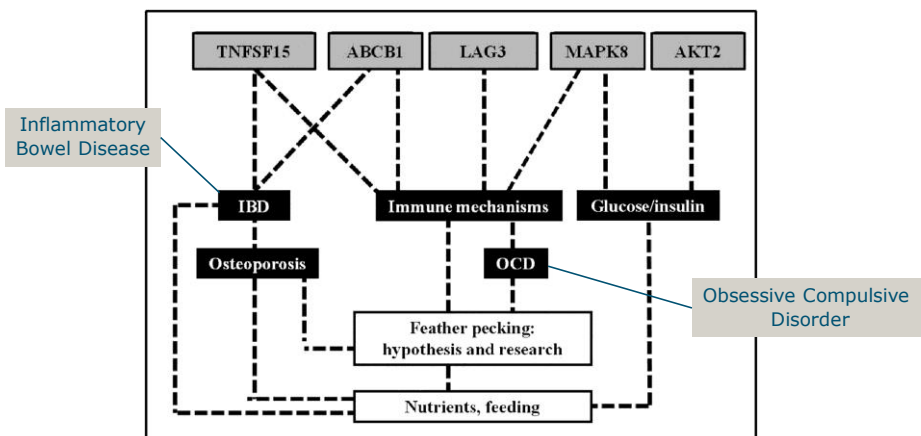 TNFSF15
ABCB1
LAG3
MAPK8
AKT2
Inflammatory
Bowel Disease
IBD
Immune mechanisms
Glucose/insulin
Osteoporosis
OCD
Obsessive Compulsive
Disorder
Feather pecking:
hypothesis and research
Nutrients, feeding